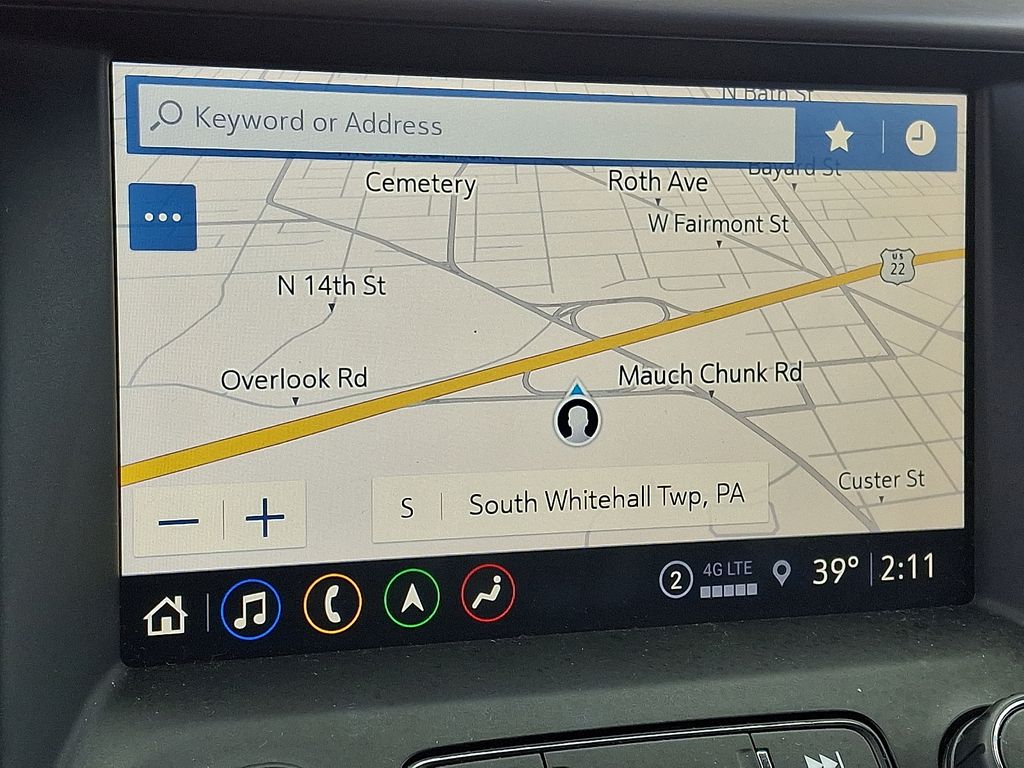 N Bath St
Keyword or Address
Bayard St
Cemetery
Roth Ave
W Fairmont St
US
22
N 14th St
Overlook Rd
Mauch Chunk Rd
Custer St
S South Whitehall Twp, PA
2 4G LTE 39° 2:11